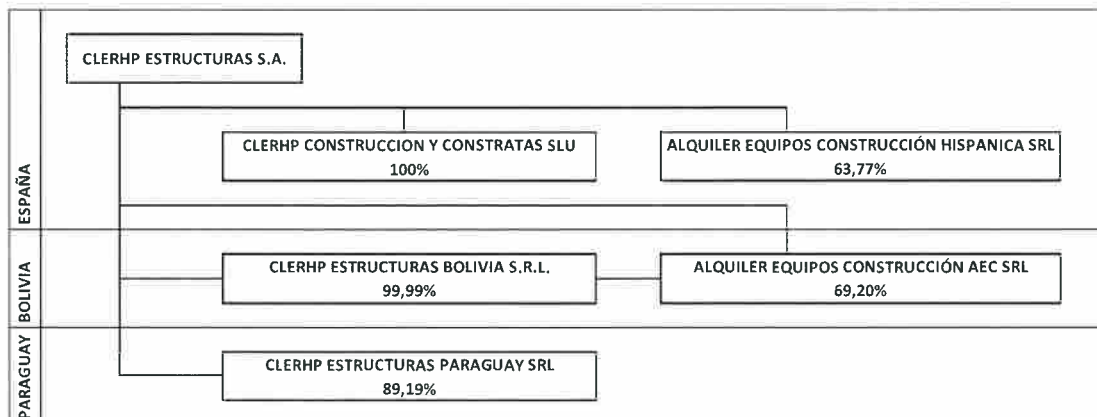 CLERHP ESTRUCTURAS S.A.
CLERHP CONSTRUCCION Y CONSTRATAS SLU
100%
ALQUILER EQUIPOS CONSTRUCCIÓN HISPANICA SRL
63,77%
ESPAÑA
CLERHP ESTRUCTURAS BOLIVIA S.R.L.
99,99%
ALQUILER EQUIPOS CONSTRUCCIÓN AEC SRL
69,20%
BOLIVIA
CLERHP ESTRUCTURAS PARAGUAY SRL
89,19%
PARAGUAY